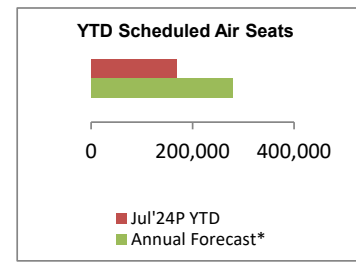 YTD Scheduled Air Seats
0 200,000 400,000
Jul'24P YTD
Annual Forecast*